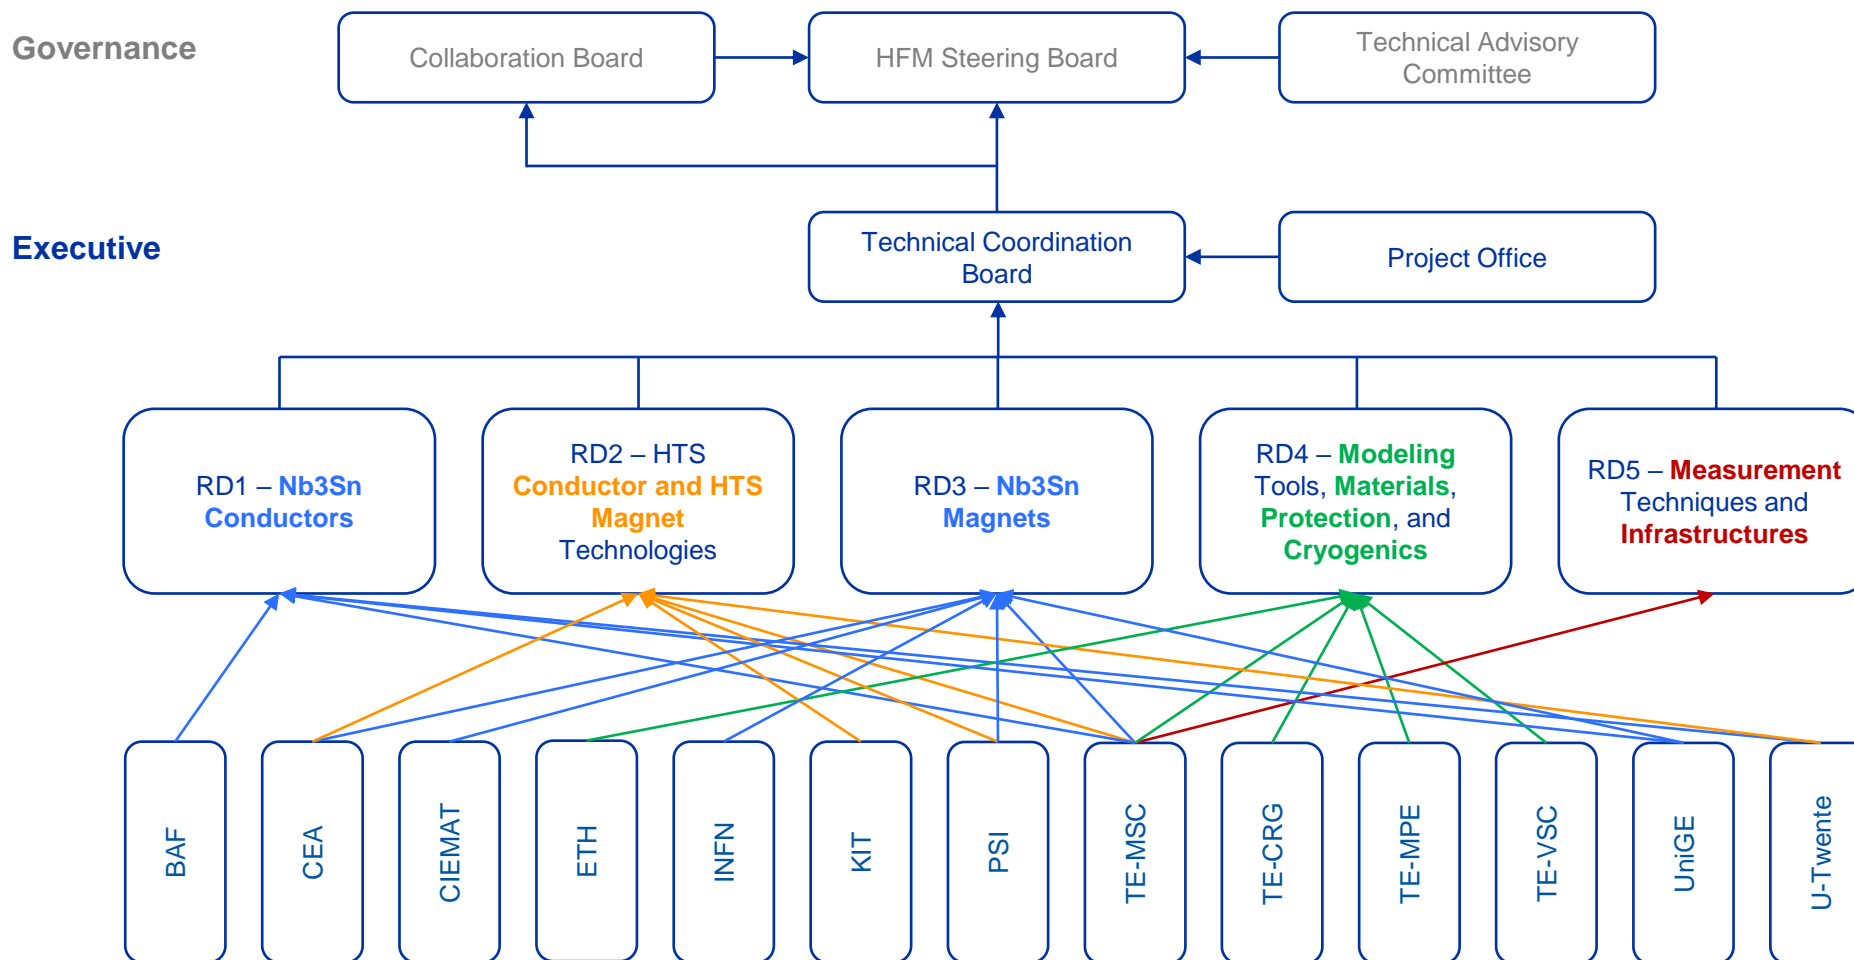 Governance
Collaboration Board
HFM Steering Board
Technical Advisory
Committee
Executive
Technical Coordination
Board
Project Office
RD1 – Nb3Sn
Conductors
RD2 – HTS
Conductor and HTS
Magnet
Technologies
RD3 – Nb3Sn
Magnets
RD4 – Modeling
Tools, Materials,
Protection, and
Cryogenics
RD5 – Measurement
Techniques and
Infrastructures
BAF
CEA
CIEMAT
ETH
INFN
KIT
PSI
TE-MSC
TE-CRG
TE-MPE
TE-VSC
UniGE
U-Twente